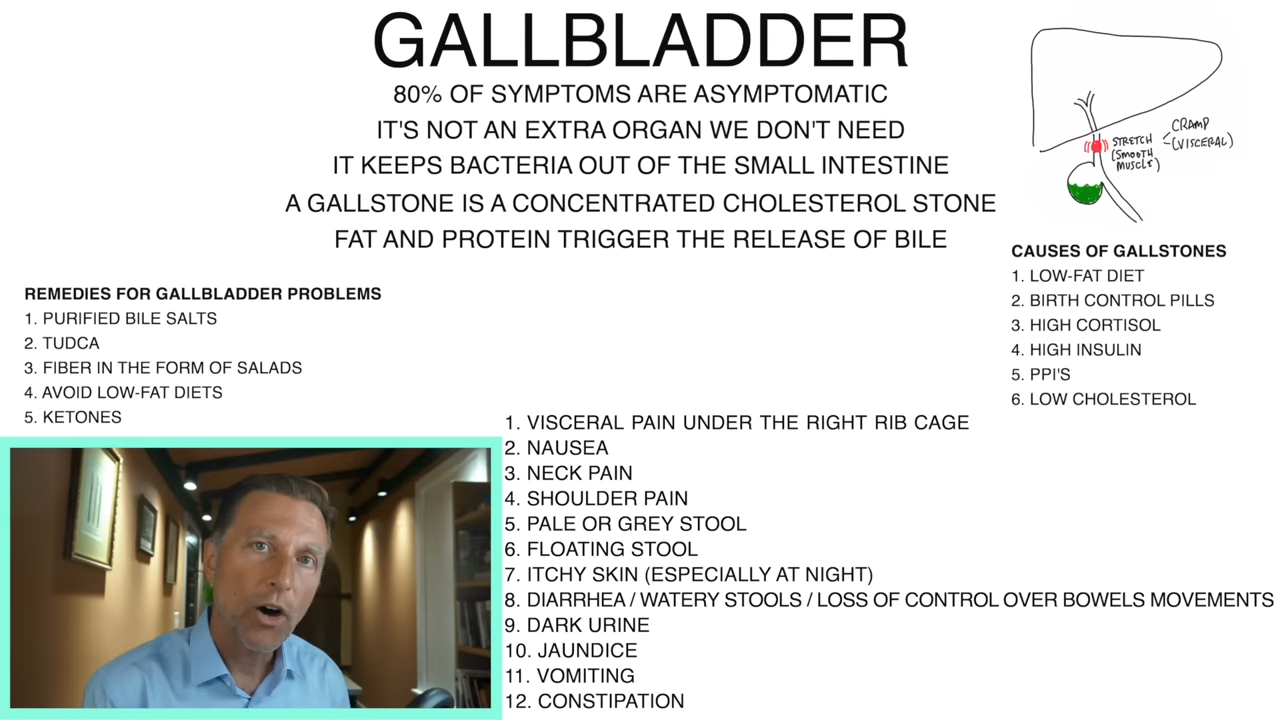 GALLBLADDER
80% OF SYMPTOMS ARE ASYMPTOMATIC
IT'S NOT AN EXTRA ORGAN WE DON'T NEED
IT KEEPS BACTERIA OUT OF THE SMALL INTESTINE
A GALLSTONE IS A CONCENTRATED CHOLESTEROL STONE
FAT AND PROTEIN TRIGGER THE RELEASE OF BILE
CRAMP
(VISCERAL)
STRETCH
(SMOOTH
MUSCLE)
CAUSES OF GALLSTONES
1. LOW-FAT DIET
2. BIRTH CONTROL PILLS
3. HIGH CORTISOL
4. HIGH INSULIN
5. PPI'S
6. LOW CHOLESTEROL
REMEDIES FOR GALLBLADDER PROBLEMS
1. PURIFIED BILE SALTS
2. TUDCA
3. FIBER IN THE FORM OF SALADS
4. AVOID LOW-FAT DIETS
5. KETONES
1. VISCERAL PAIN UNDER THE RIGHT RIB CAGE
2. NAUSEA
3. NECK PAIN
4. SHOULDER PAIN
5. PALE OR GREY STOOL
6. FLOATING STOOL
7. ITCHY SKIN (ESPECIALLY AT NIGHT)
8. DIARRHEA / WATERY STOOLS / LOSS OF CONTROL OVER BOWELS MOVEMENTS
9. DARK URINE
10. JAUNDICE
11. VOMITING
12. CONSTIPATION